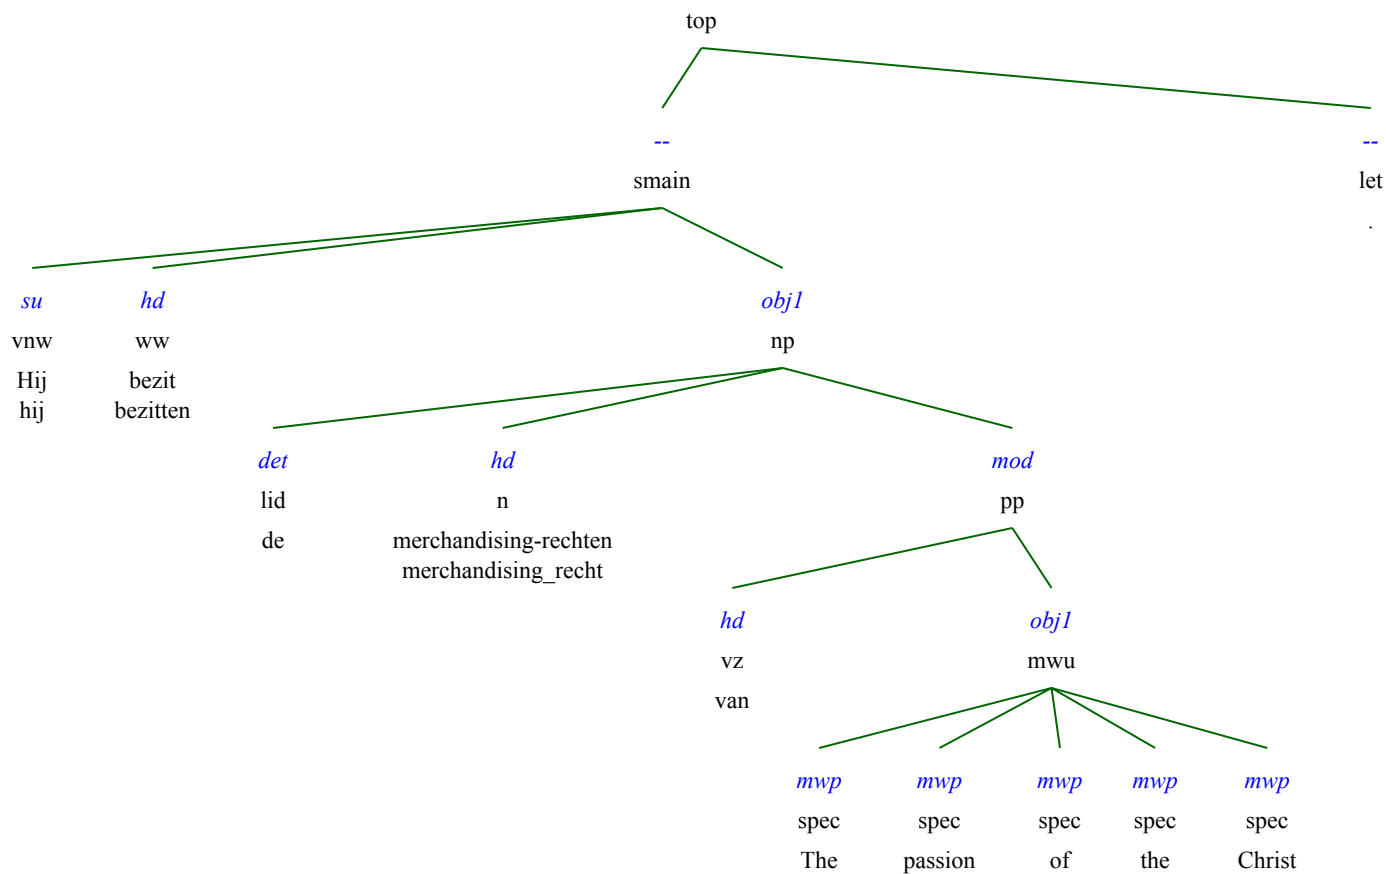 top
-- --
smain let
.
su hd obj1
vnw ww np
Hij bezit
hij bezitten
det hd mod
lid n pp
de merchandising-rechten
merchandising_recht
hd obj1
vz mwu
van
mwp mwp mwp mwp mwp
spec spec spec spec spec
The passion of the Christ